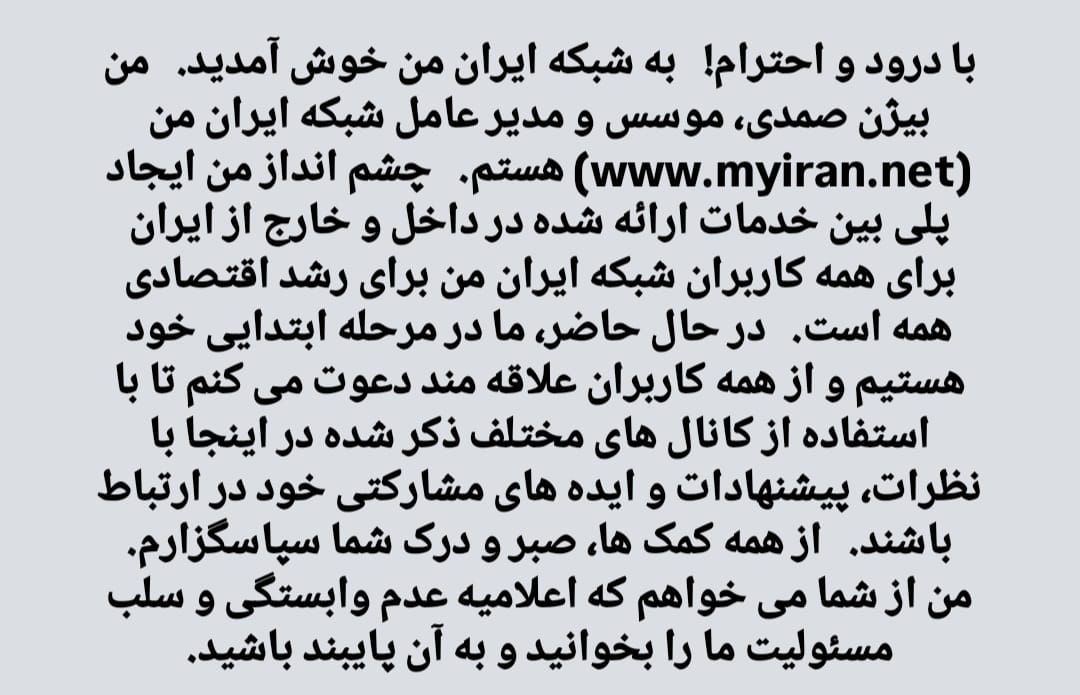 با درود و احترام!  به شبکه ایران من خوش آمدید.  من
بیژن صمدی، موسس و مدیر عامل شبکه ایران من
(www.myiran.net) هستم.  چشم انداز من ایجاد
پلی بین خدمات ارائه شده در داخل و خارج از ایران
برای همه کاربران شبکه ایران من برای رشد اقتصادی
همه است.  در حال حاضر، ما در مرحله ابتدایی خود
هستیم و از همه کاربران علاقه مند دعوت می کنم تا با
استفاده از کانال های مختلف ذکر شده در اینجا با
نظرات، پیشنهادات و ایده های مشارکتی خود در ارتباط
باشند.  از همه کمک ها، صبر و درک شما سپاسگزارم.
من از شما می خواهم که اعلامیه عدم وابستگی و سلب
مسئولیت ما را بخوانید و به آن پایبند باشید.